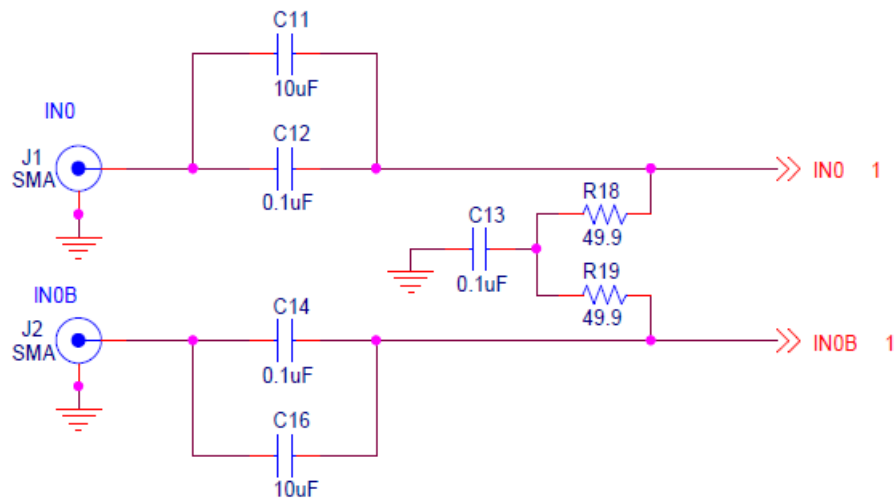 C11
10uF
IN0
C12
J1
SMA
0.1uF
IN0 1
R18
49.9
C13
0.1uF
R19
49.9
IN0B
C14
J2
SMA
0.1uF
IN0B 1
C16
10uF